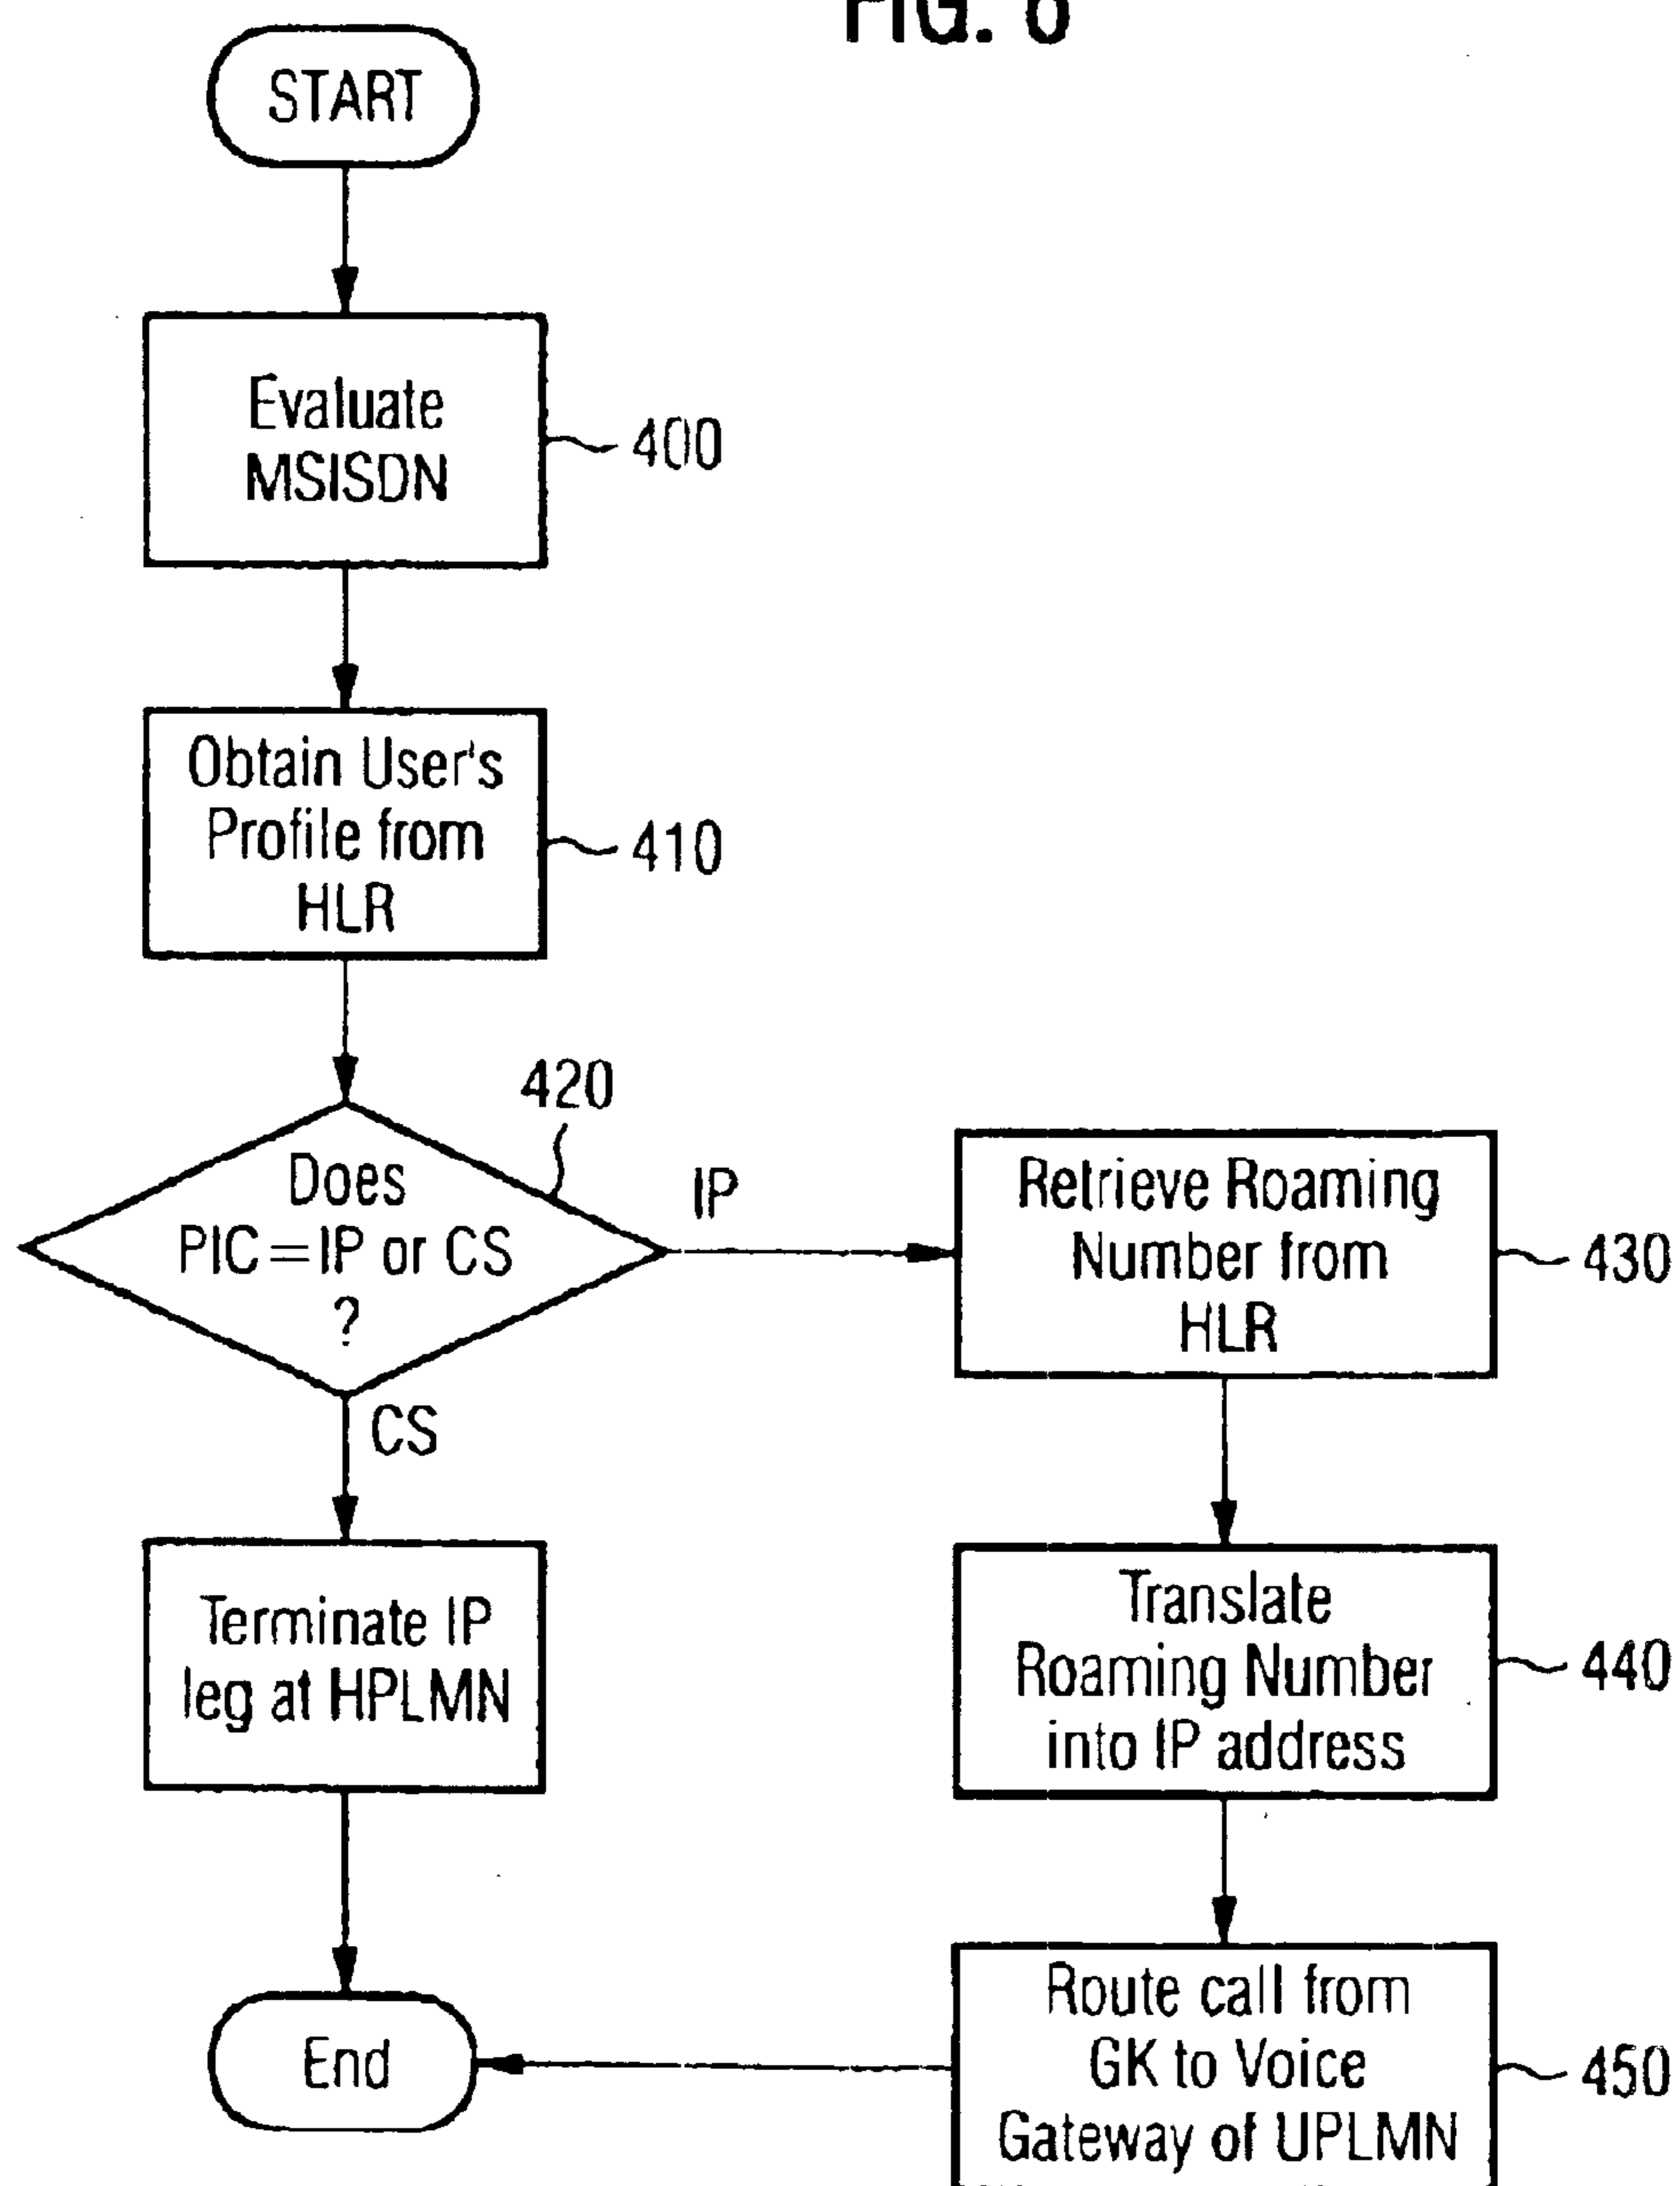 FIG. 6
START
Evaluate
MSISDN
400
Obtain User's
Profile from
HLR
410
420
Does
PIC=IP or CS
?
IP
CS
Retrieve Roaming
Number from
HLR
430
Terminate IP
leg at HPLMN
Translate
Roaming Number
into IP address
440
End
Route call from
GK to Voice
Gateway of UPLMN
450